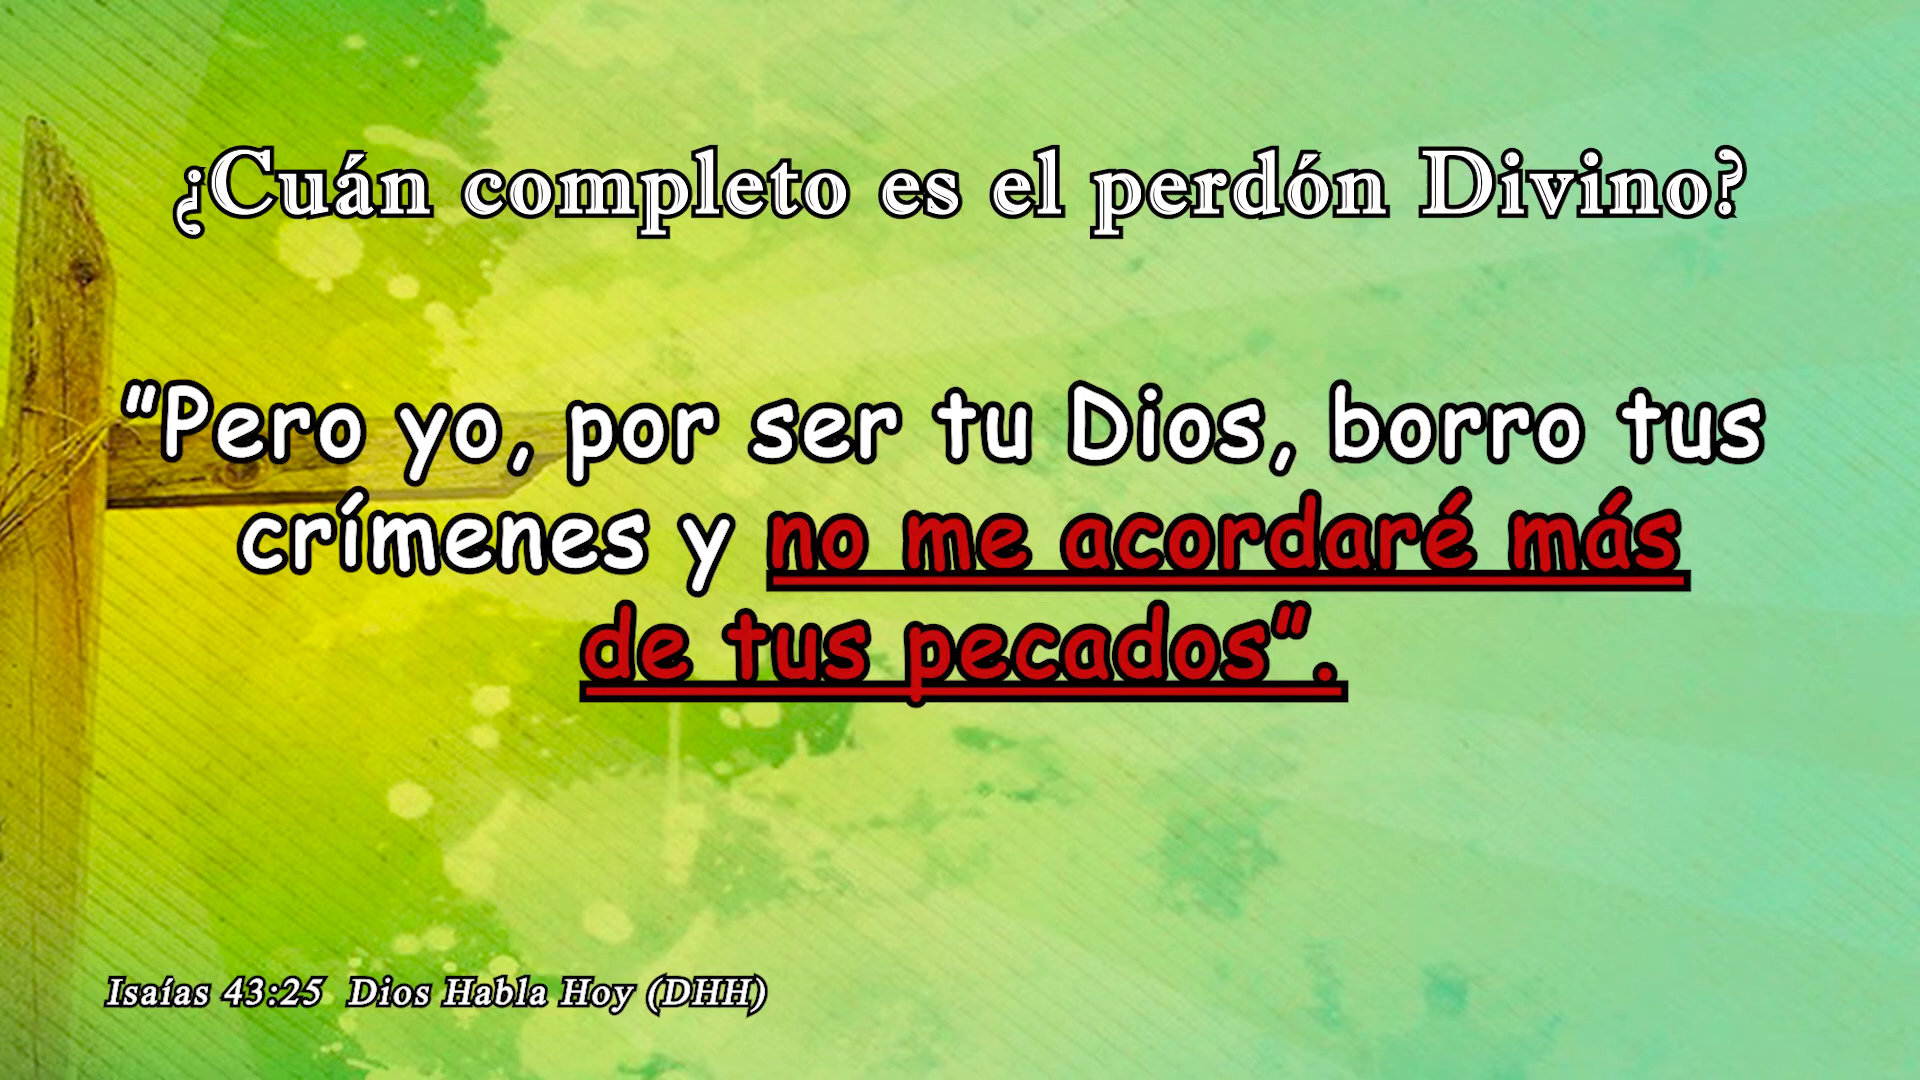 ¿Cuán completo es el perdón Divino?
"Pero yo, por ser tu Dios, borro tus
crímenes y no me acordaré más
de tus pecados".
Isaías 43:25 Dios Habla Hoy (DHH)